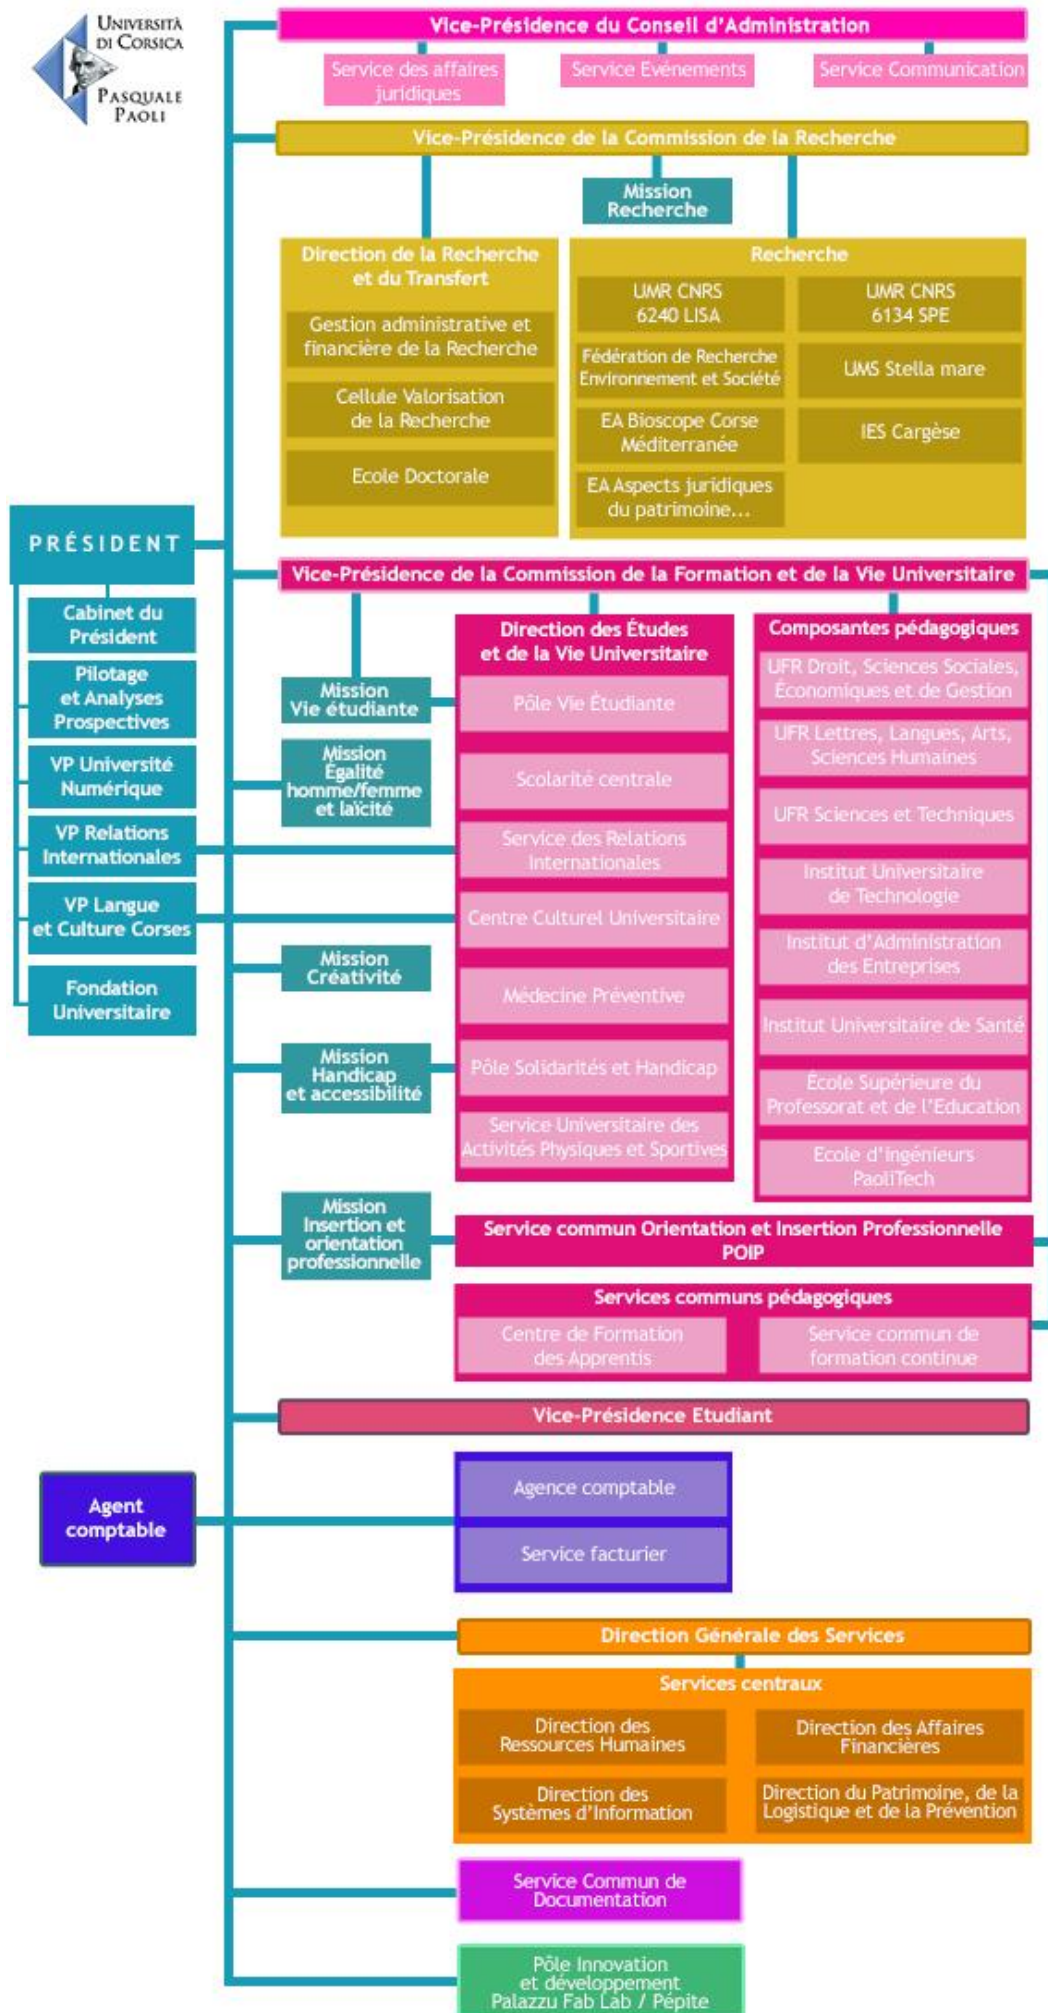 UNIVERSITÀ
DI CORSICA
PASQUALE
PAOLI
Vice-Présidence du Conseil d'Administration
Service des affaires
juridiques
Service Evénements
Service Communication
Vice-Présidence de la Commission de la Recherche
Mission
Recherche
Direction de la Recherche
et du Transfert
Gestion administrative et
financière de la Recherche
Cellule Valorisation
de la Recherche
Ecole Doctorale
Recherche
UMR CNRS
6240 LISA
UMR CNRS
6134 SPE
Fédération de Recherche
Environnement et Société
UMS Stella mare
EA Bioscope Corse
Méditerranée
IES Cargèse
EA Aspects juridiques
du patrimoine...
PRÉSIDENT
Cabinet du
Président
Pilotage
et Analyses
Prospectives
VP Université
Numérique
VP Relations
Internationales
VP Langue
et Culture Corses
Fondation
Universitaire
Vice-Présidence de la Commission de la Formation et de la Vie Universitaire
Mission
Vie étudiante
Mission
Égalité
homme/femme
et laïcité
Mission
Créativité
Mission
Handicap
et accessibilité
Mission
Insertion et
orientation
professionnelle
Direction des Études
et de la Vie Universitaire
Pôle Vie Étudiante
Scolarité centrale
Service des Relations
Internationales
Centre Culturel Universitaire
Médecine Préventive
Pôle Solidarités et Handicap
Service Universitaire des
Activités Physiques et Sportives
Composantes pédagogiques
UFR Droit, Sciences Sociales,
Économiques et de Gestion
UFR Lettres, Langues, Arts,
Sciences Humaines
UFR Sciences et Techniques
Institut Universitaire
de Technologie
Institut d'Administration
des Entreprises
Institut Universitaire de Santé
École Supérieure du
Professorat et de l'Education
Ecole d'Ingénieurs
PaoliTech
Service commun Orientation et Insertion Professionnelle
POIP
Services communs pédagogiques
Centre de Formation
des Apprentis
Service commun de
formation continue
Vice-Présidence Etudiant
Agent
comptable
Agence comptable
Service facturier
Direction Générale des Services
Services centraux
Direction des
Ressources Humaines
Direction des Affaires
Financières
Direction des
Systèmes d'Information
Direction du Patrimoine, de la
Logistique et de la Prévention
Service Commun de
Documentation
Pôle Innovation
et développement
Palazzu Fab Lab / Pépite